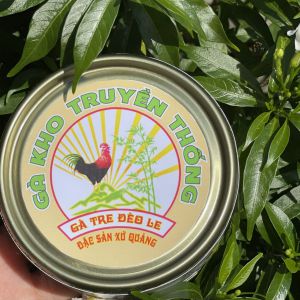 GÀ KHO TRUYỀN THỐNG
GÀ TRE ĐÈO LE
ĐẶC SẢN XỨ QUẢNG